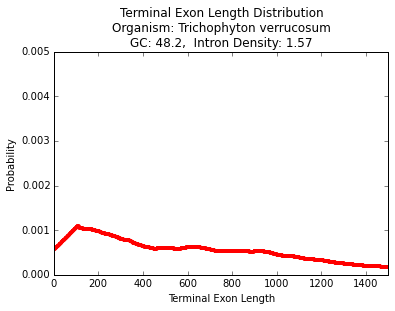 Terminal Exon Length Distribution
Organism: Trichophyton verrucosum
GC: 48.2,  Intron Density: 1.57
0.005
0.004
0.003
0.002
0.001
0.000
Probability
0 200 400 600 800 1000 1200 1400
Terminal Exon Length